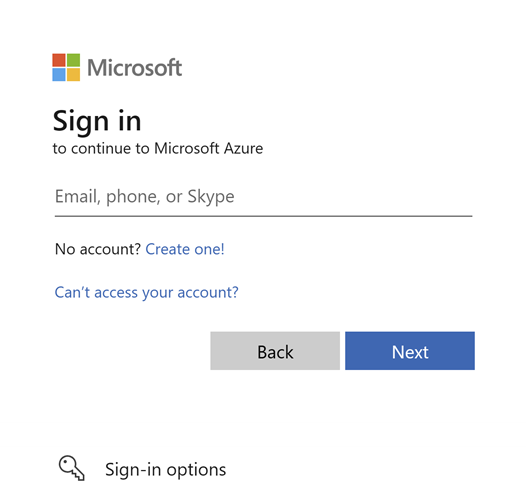 Microsoft
Sign in
to continue to Microsoft Azure
Email, phone, or Skype
No account? Create one!
Can't access your account?
Back
Next
Sign-in options